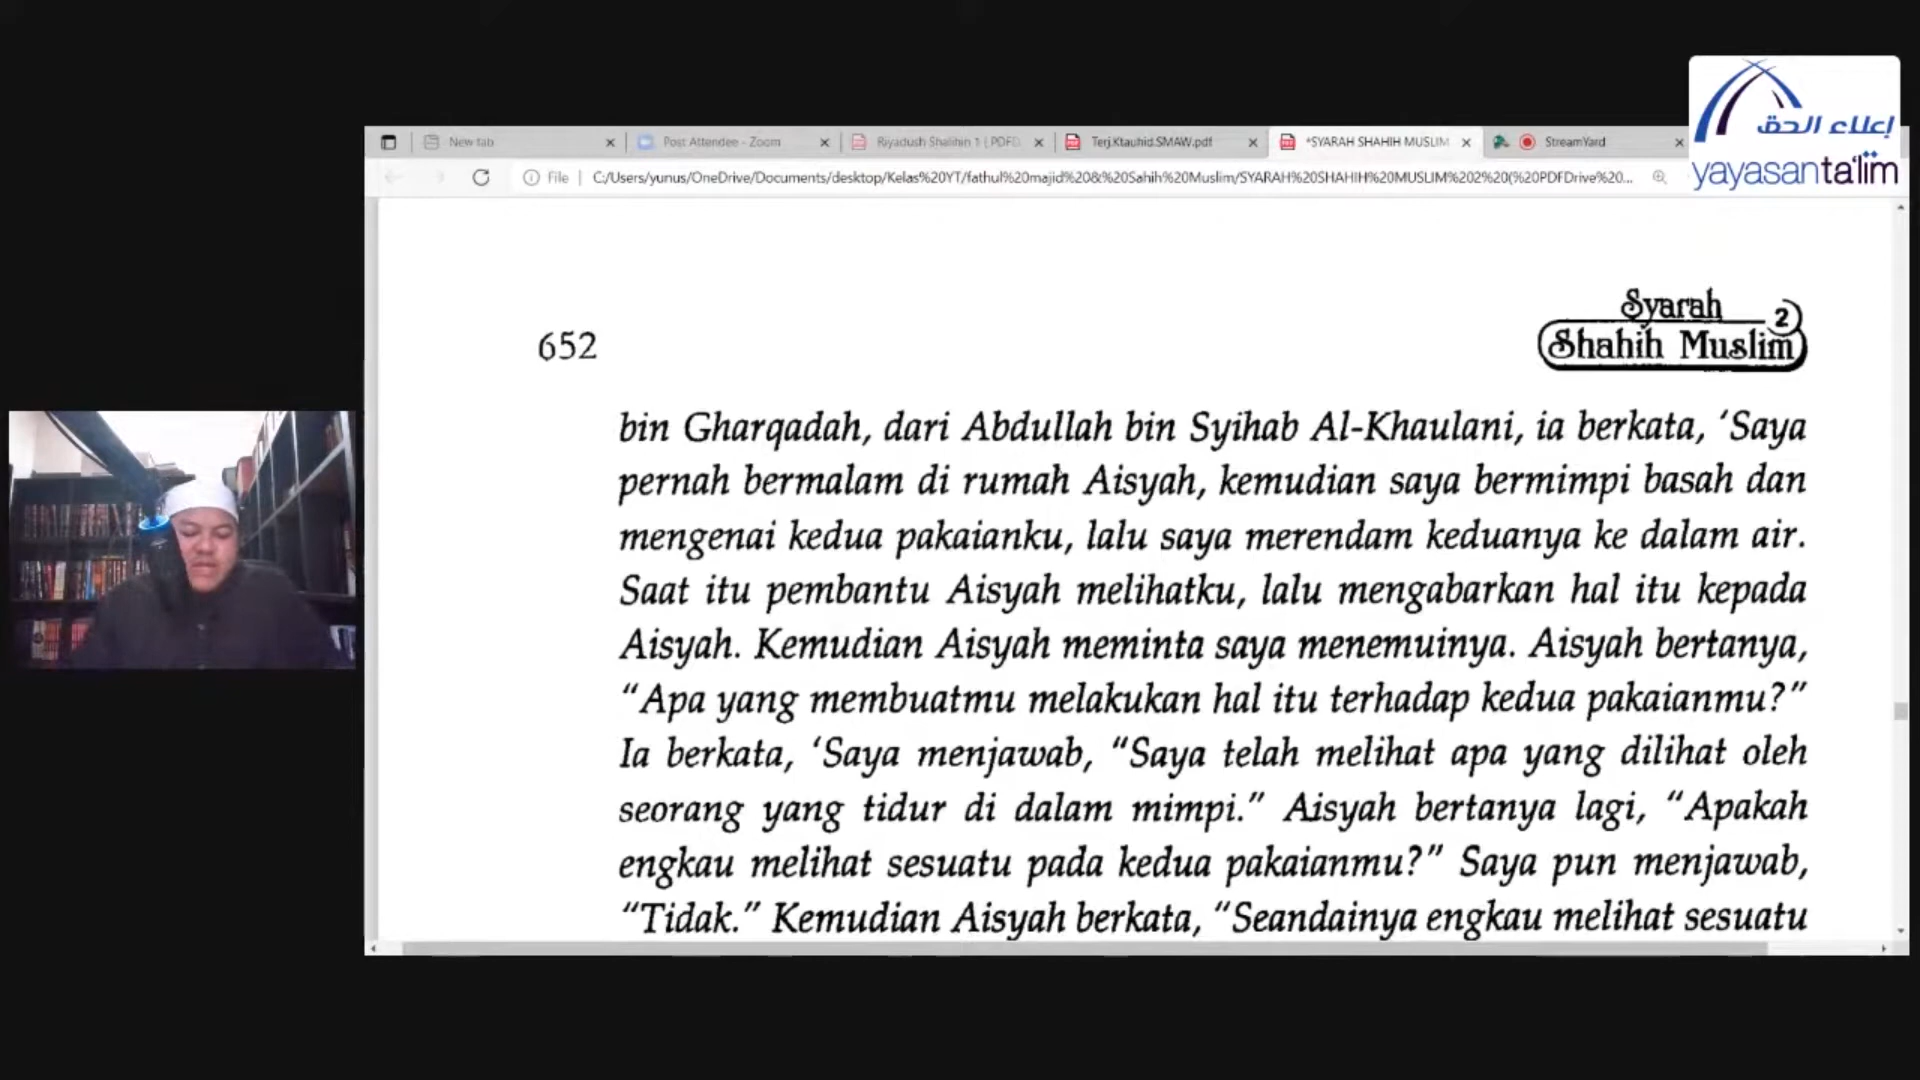 إعلاء الحق
yayasanta'lim
New tab
Post Attendee - Zoom
Riyadush Shalihin 1 ( PDFD
Terj.Ktauhid.SMAW.pdf
*SYARAH SHAHIH MUSLIM
StreamYard
File
C:/Users/yunus/OneDrive/Documents/desktop/Kelas%20YT/fathul%20majid%20&%20Sahih%20Muslim/SYARAH%20SHAHIH%20MUSLIM%202%20(%20PDFDrive%20...
652
Syarah
Shahih Muslim
2
bin Gharqadah, dari Abdullah bin Syihab Al-Khaulani, ia berkata, ‘Saya
pernah bermalam di rumah Aisyah, kemudian saya bermimpi basah dan
mengenai kedua pakaianku, lalu saya merendam keduanya ke dalam air.
Saat itu pembantu Aisyah melihatku, lalu mengabarkan hal itu kepada
Aisyah. Kemudian Aisyah meminta saya menemuinya. Aisyah bertanya,
“Apa yang membuatmu melakukan hal itu terhadap kedua pakaianmu?”
Ia berkata, ‘Saya menjawab, “Saya telah melihat apa yang dilihat oleh
seorang yang tidur di dalam mimpi.” Aisyah bertanya lagi, “Apakah
engkau melihat sesuatu pada kedua pakaianmu?” Saya pun menjawab,
“Tidak.” Kemudian Aisyah berkata, “Seandainya engkau melihat sesuatu